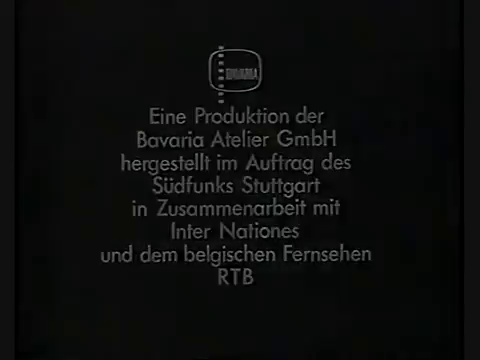 BAVARIA
Eine Produktion der
Bavaria Atelier GmbH
hergestellt im Auftrag des
Südfunks Stuttgart
in Zusammenarbeit mit
Inter Nationes
und dem belgischen Fernsehen
RTB